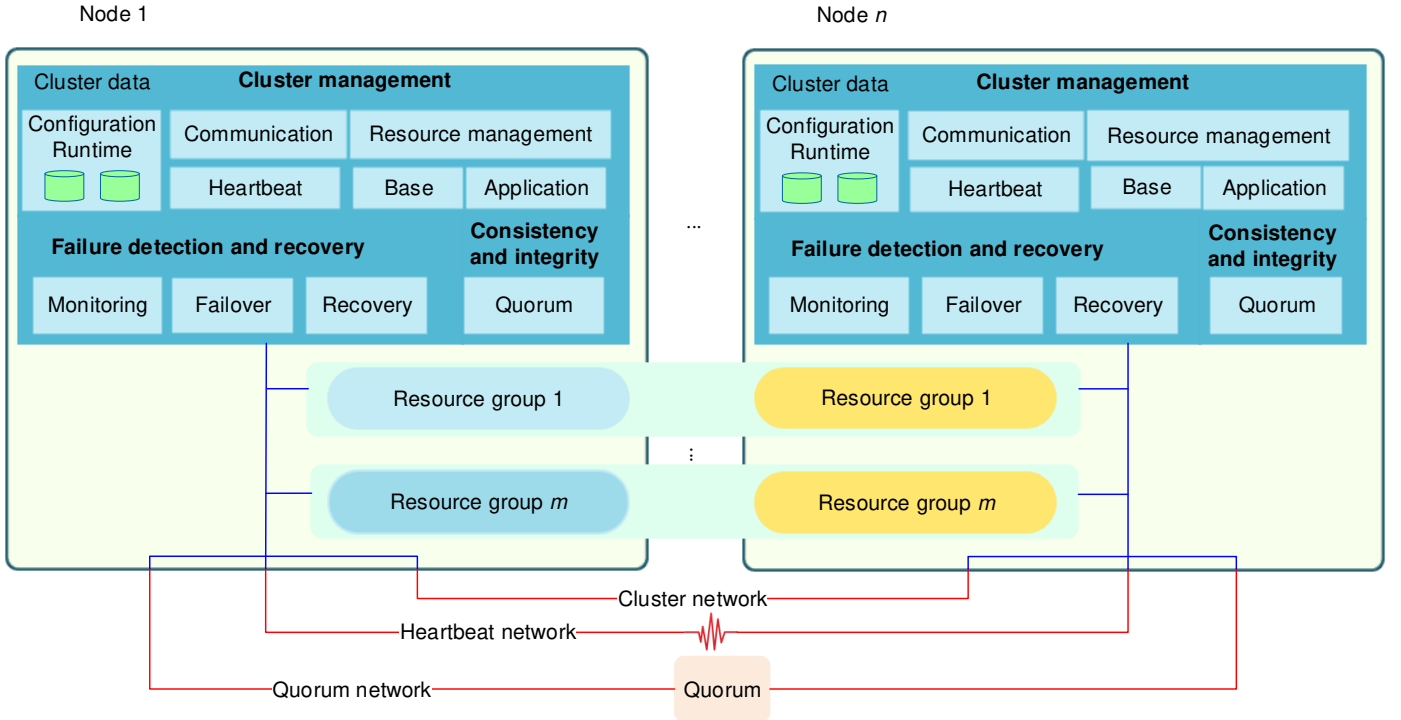 Node 1
Node n
Cluster data
Cluster management
Configuration
Runtime
Communication
Resource management
Heartbeat
Base
Application
Failure detection and recovery
Consistency
and integrity
Monitoring
Failover
Recovery
Quorum
...
Cluster data
Cluster management
Configuration
Runtime
Communication
Resource management
Heartbeat
Base
Application
Failure detection and recovery
Consistency
and integrity
Monitoring
Failover
Recovery
Quorum
Resource group 1
Resource group 1
...
Resource group m
Resource group m
Cluster network
Heartbeat network
Quorum network
Quorum